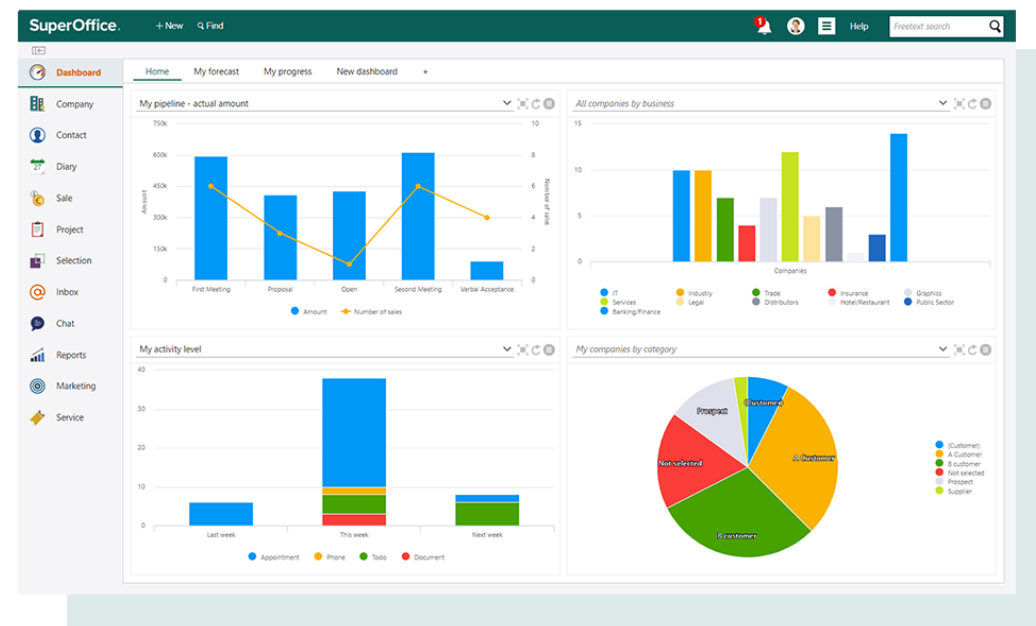 SuperOffice.
+ New
Find
1
Help
Freetext search
Dashboard
Company
Contact
27
Diary
Sale
Project
Selection
Inbox
Chat
Reports
Marketing
Service
Home
My forecast
My progress
New dashboard
+
My pipeline - actual amount
750k
600k
450k
300k
150k
0
Amount
10
8
6
4
2
0
Number of sales
First Meeting
Proposal
Open
Second Meeting
Verbal Acceptance
Amount
Number of sales
All companies by business
15
10
5
0
Companies
IT
Industry
Trade
Insurance
Graphics
Services
Legal
Distributors
Hotel/Restaurant
Public Sector
Banking/Finance
My activity level
40
30
20
10
0
Last week
This week
Next week
Appointment
Phone
Todo
Document
My companies by category
Prospect
(Customer)
Not selected
A Customer
B customer
(Customer)
A Customer
B customer
Not selected
Prospect
Supplier